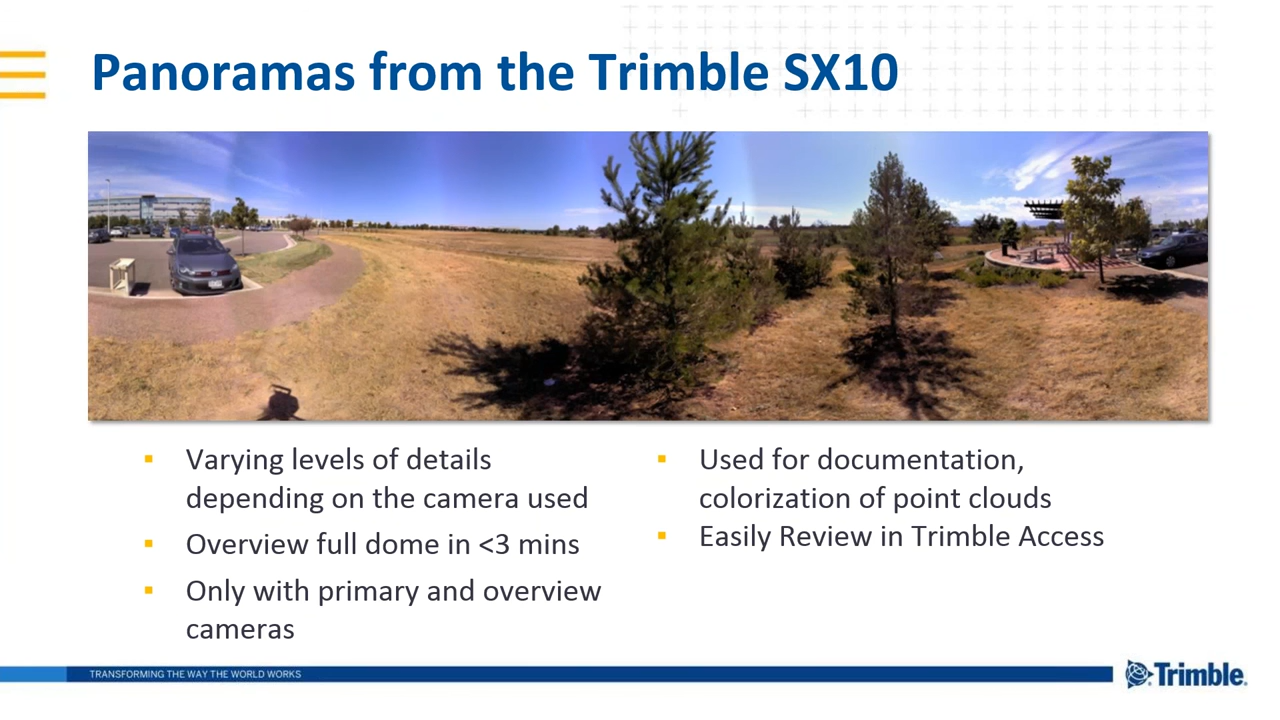 Panoramas from the Trimble SX10
Varying levels of details
depending on the camera used
Overview full dome in <3 mins
Only with primary and overview
cameras
Used for documentation,
colorization of point clouds
Easily Review in Trimble Access
TRANSFORMING THE WAY THE WORLD WORKS
Trimble